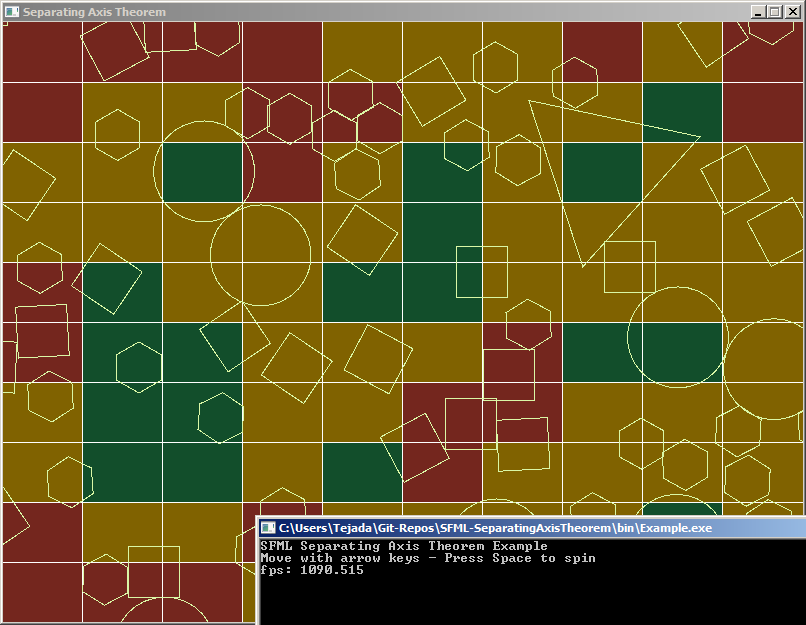 Separating Axis Theorem
C:\Users\Tejada\Git-Repos\SFML-SeparatingAxisTheorem\bin\Example.exe
SFML Separating Axis Theorem Example
Move with arrow keys - Press Space to spin
fps: 1090.515